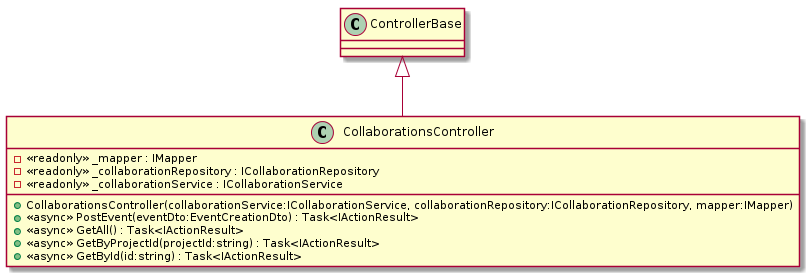 C ControllerBase
C CollaborationsController
«readonly» _mapper : IMapper
«readonly» _collaborationRepository : ICollaborationRepository
«readonly» _collaborationService : ICollaborationService
CollaborationsController(collaborationService:ICollaborationService, collaborationRepository:ICollaborationRepository, mapper:IMapper)
«async» PostEvent(eventDto:EventCreationDto) : Task<IActionResult>
«async» GetAll() : Task<IActionResult>
«async» GetByProjectId(projectId:string) : Task<IActionResult>
«async» GetById(id:string) : Task<IActionResult>